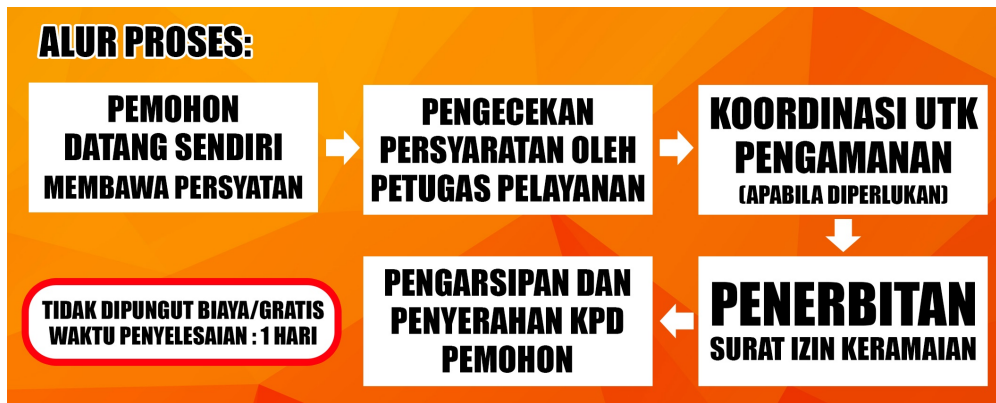 ALUR PROSES:
PEMOHON
DATANG SENDIRI
MEMBAWA PERSYATAN
PENGECEKAN
PERSYARATAN OLEH
PETUGAS PELAYANAN
KOORDINASI UTK
PENGAMANAN
(APABILA DIPERLUKAN)
PENERBITAN
SURAT IZIN KERAMAIAN
PENGARSIPAN DAN
PENYERAHAN KPD
PEMOHON
TIDAK DIPUNGUT BIAYA/GRATIS
WAKTU PENYELESAIAN : 1 HARI